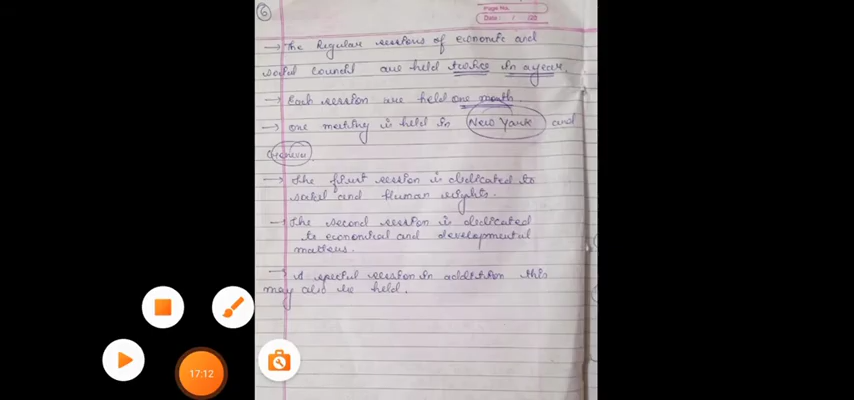 6
Page No.
Date: / /20
→ The Regular sessions of economic and
social council are held twice in a year.
→ Each session are held one month.
→ one meeting is held in New York and
Geneva.
→ The first session is dedicated to
social and Human rights.
→ The second session is dedicated
to economical and developmental
matters.
→ A special session in addition this
may also be held.
17:12